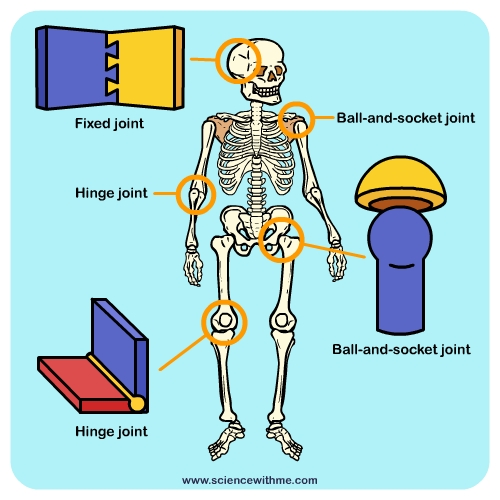 Fixed joint
Ball-and-socket joint
Hinge joint
Ball-and-socket joint
Hinge joint
www.sciencewithme.com